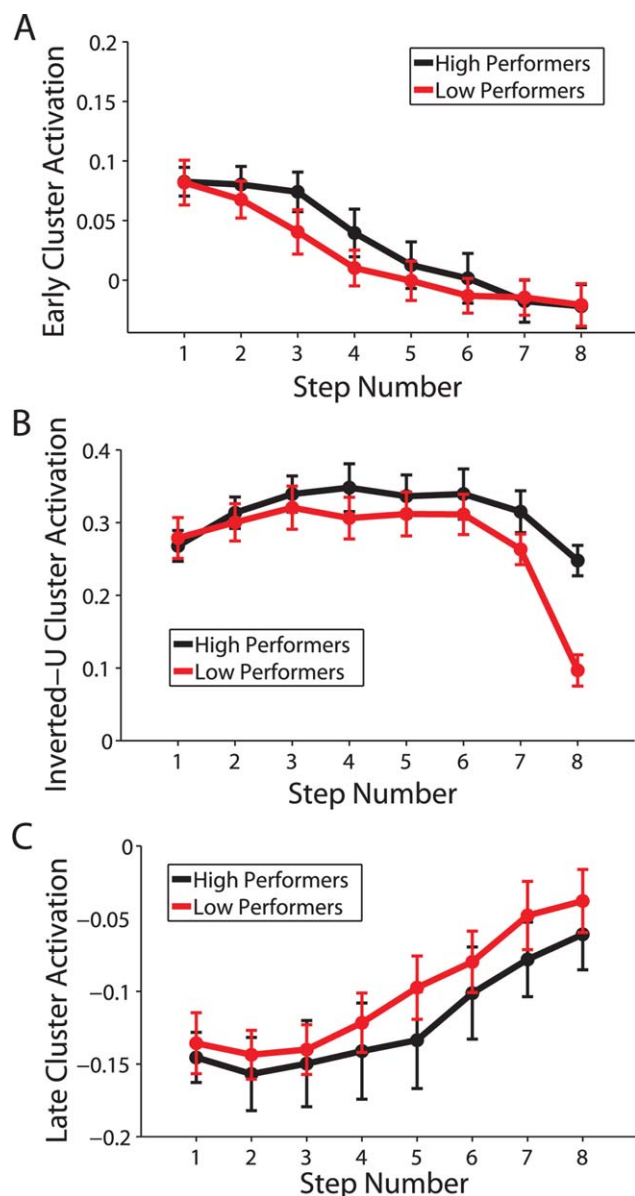 A
0.2
High Performers
Low Performers
0.15
0.1
0.05
0
Early Cluster Activation
1 2 3 4 5 6 7 8
Step Number
B
0.4
0.3
0.2
High Performers
Low Performers
0.1
0
Inverted–U Cluster Activation
1 2 3 4 5 6 7 8
Step Number
C
0
High Performers
Low Performers
−0.05
−0.1
−0.15
−0.2
Late Cluster Activation
1 2 3 4 5 6 7 8
Step Number